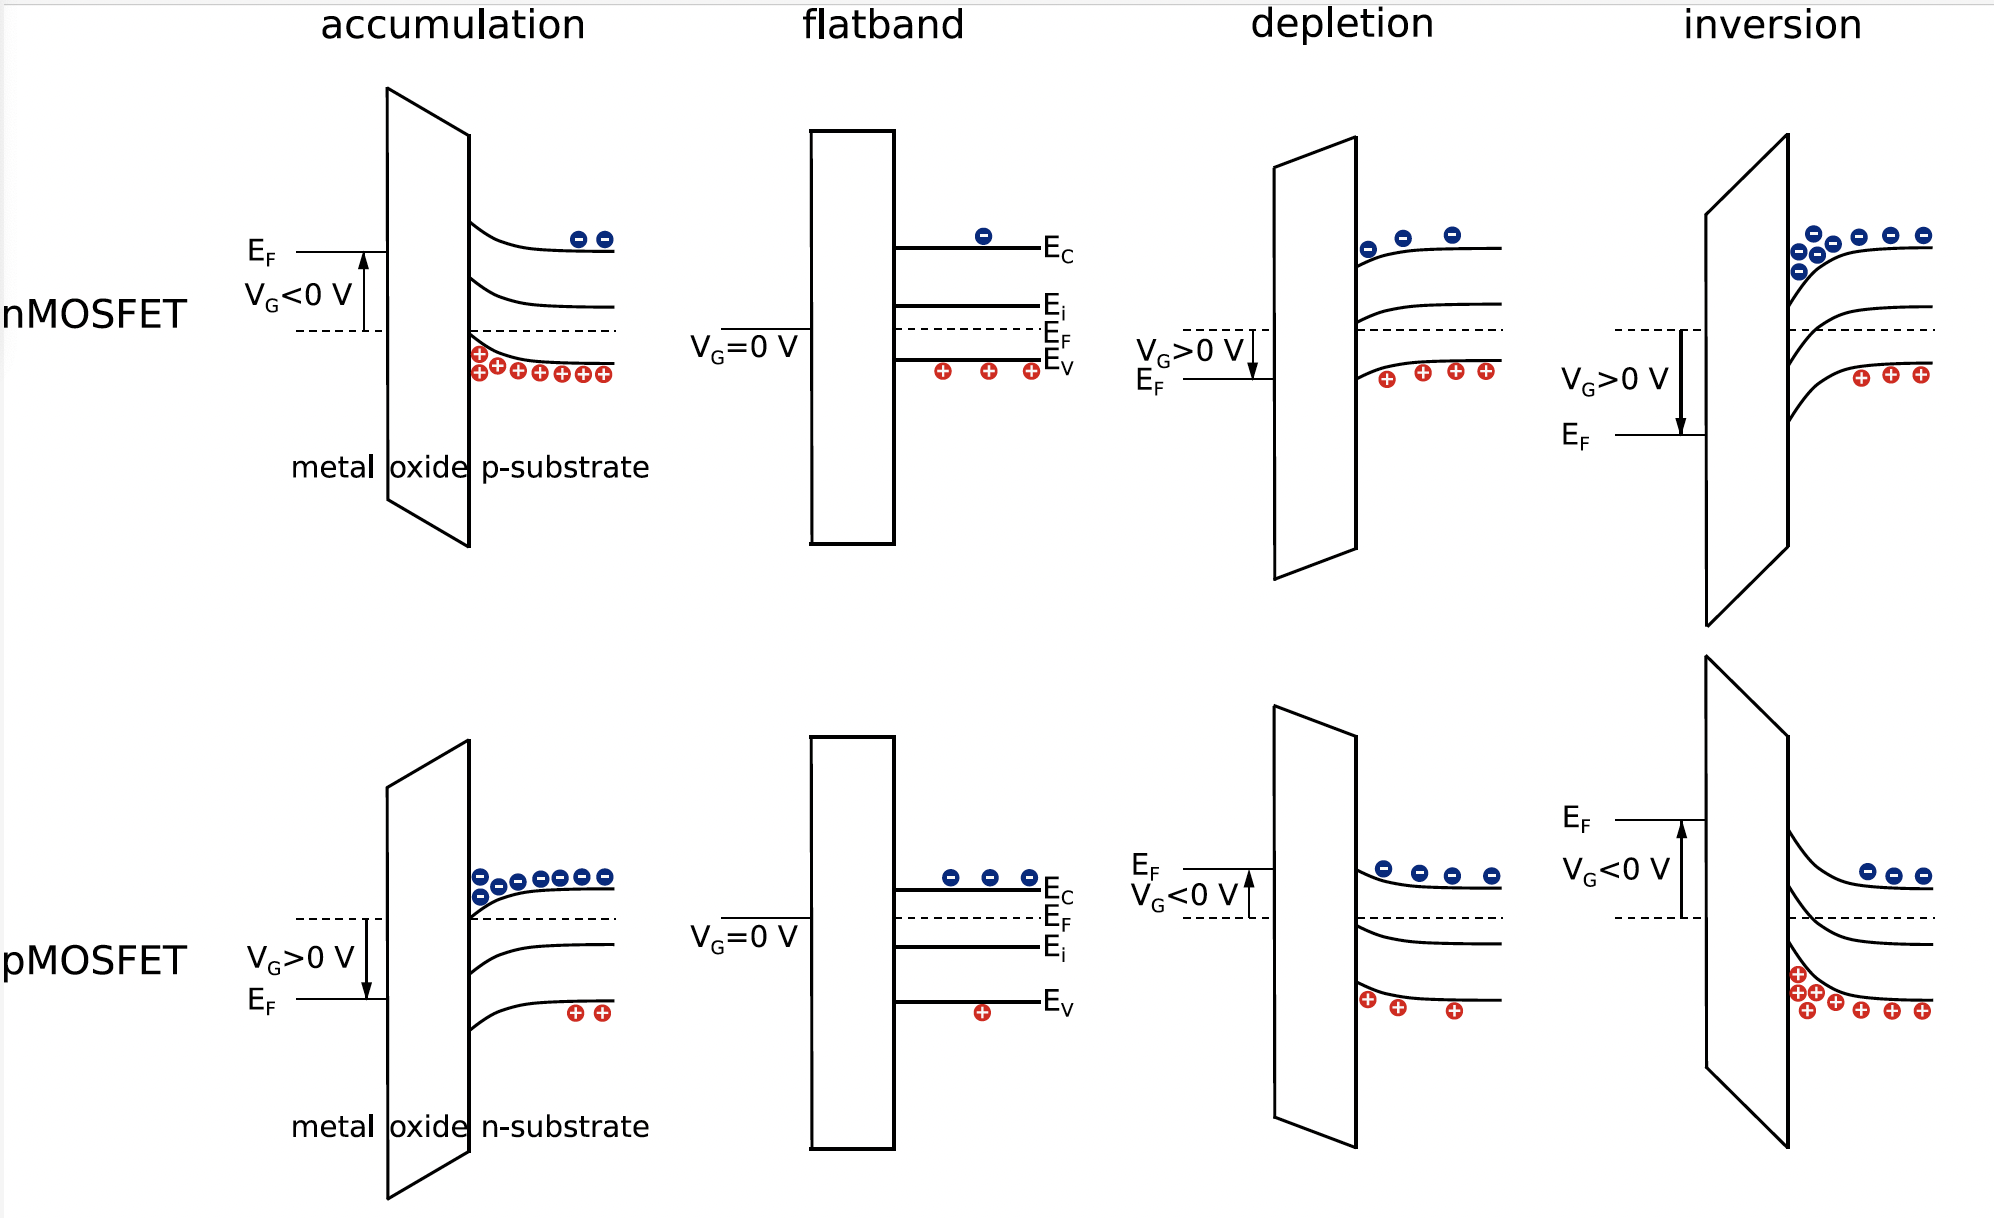 accumulation flatband depletion inversion
nMOSFET
E_F
V_G<0 V
metal oxide p-substrate
V_G=0 V
E_C
E_i
E_F
E_V
V_G>0 V
E_F
V_G>0 V
E_F
pMOSFET
V_G>0 V
E_F
metal oxide n-substrate
V_G=0 V
E_C
E_F
E_i
E_V
E_F
V_G<0 V
E_F
V_G<0 V